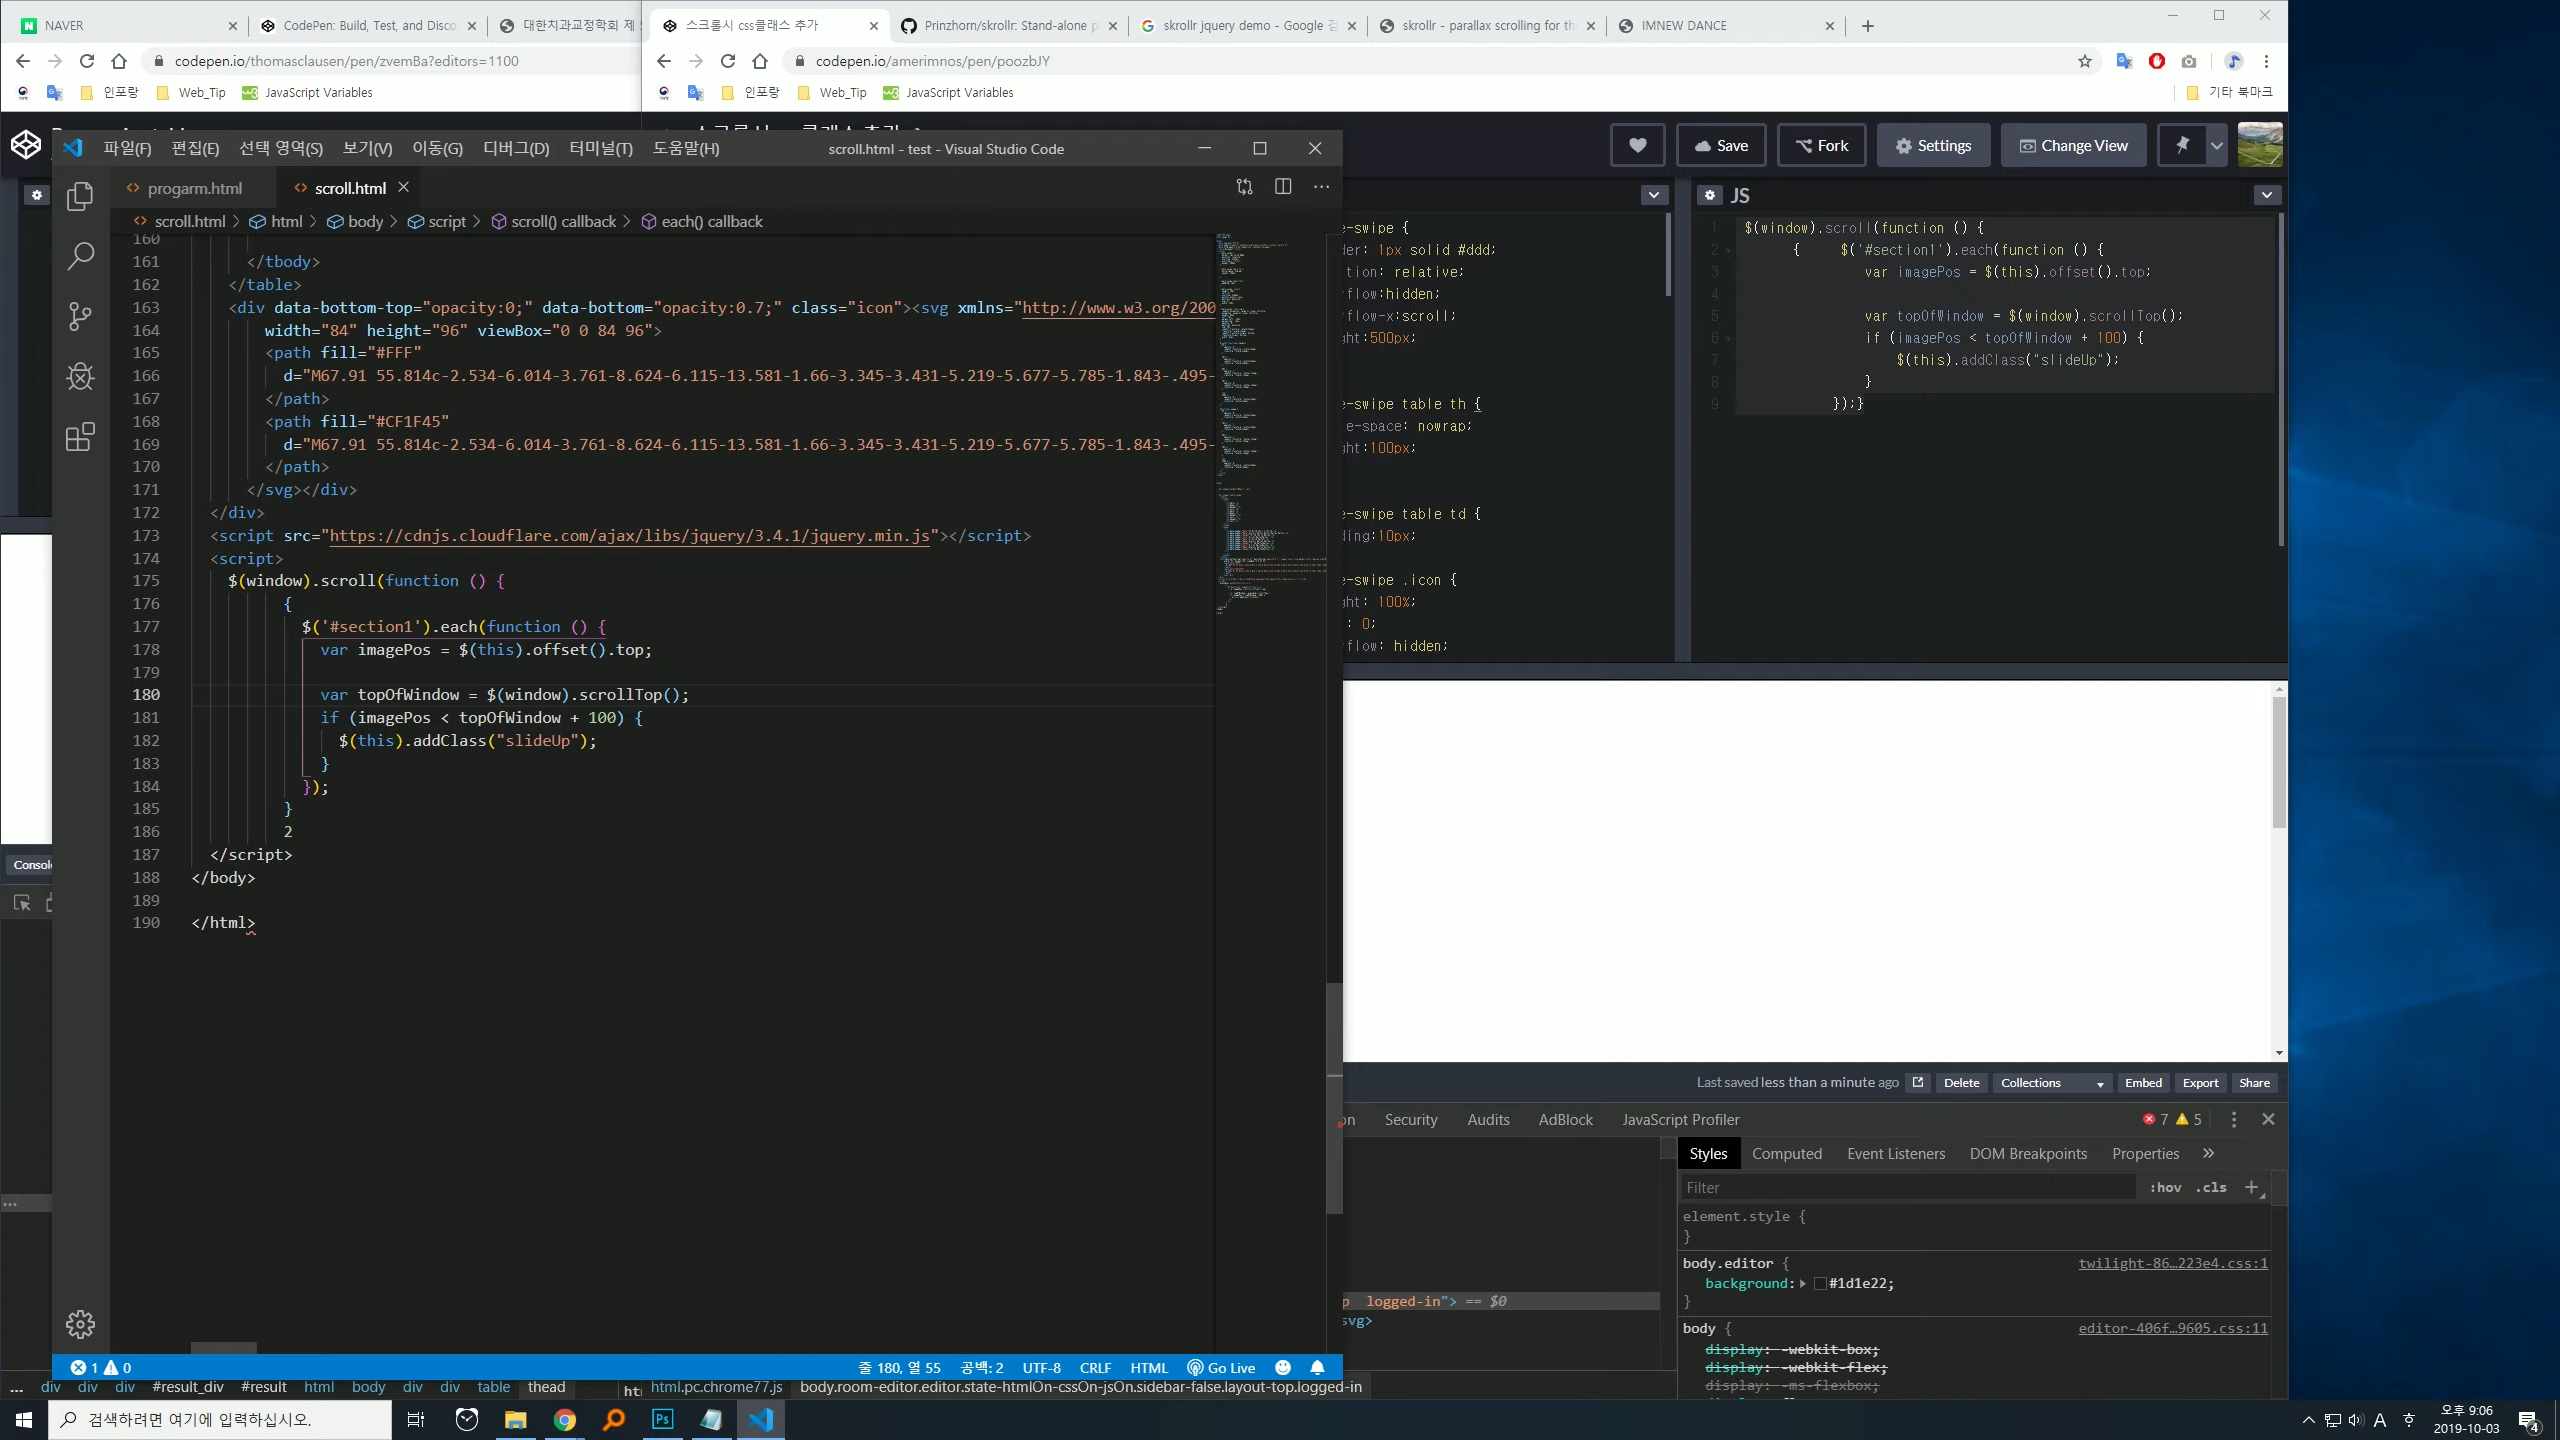 NAVER
CodePen: Build, Test, and Disco
대한치과교정학회 제
스크롤시 css클래스 추가
Prinzhorn/skrollr: Stand-alone p
skrollr jquery demo - Google 검
skrollr - parallax scrolling for th
IMNEW DANCE
codepen.io/thomasclausen/pen/zvemBa?editors=1100
codepen.io/amerimnos/pen/poozbJY
인포랑
Web_Tip
JavaScript Variables
인포랑
Web_Tip
JavaScript Variables
기타 북마크
파일(F) 편집(E) 선택 영역(S) 보기(V) 이동(G) 디버그(D) 터미널(T) 도움말(H)
scroll.html - test - Visual Studio Code
Save
Fork
Settings
Change View
progarm.html
scroll.html
scroll.html > html > body > script > scroll() callback > each() callback
160
161 </tbody>
162 </table>
163 <div data-bottom-top="opacity:0;" data-bottom="opacity:0.7;" class="icon"><svg xmlns="http://www.w3.org/200
164 width="84" height="96" viewBox="0 0 84 96">
165 <path fill="#FFF"
166 d="M67.91 55.814c-2.534-6.014-3.761-8.624-6.115-13.581-1.66-3.345-3.431-5.219-5.677-5.785-1.843-.495-
167 </path>
168 <path fill="#CF1F45"
169 d="M67.91 55.814c-2.534-6.014-3.761-8.624-6.115-13.581-1.66-3.345-3.431-5.219-5.677-5.785-1.843-.495-
170 </path>
171 </svg></div>
172 </div>
173 <script src="https://cdnjs.cloudflare.com/ajax/libs/jquery/3.4.1/jquery.min.js"></script>
174 <script>
175 $(window).scroll(function () {
176 {
177 $('#section1').each(function () {
178 var imagePos = $(this).offset().top;
179
180 var topOfWindow = $(window).scrollTop();
181 if (imagePos < topOfWindow + 100) {
182 $(this).addClass("slideUp");
183 }
184 });
185 }
186 2
187 </script>
188 </body>
189
190 </html>
e-swipe {
der: 1px solid #ddd;
tion: relative;
rflow:hidden;
rflow-x:scroll;
ght:500px;
e-swipe table th {
e-space: nowrap;
ght:100px;
e-swipe table td {
ding:10px;
e-swipe .icon {
ght: 100%;
: 0;
flow: hidden;
JS
1 $(window).scroll(function () {
2 { $('#section1').each(function () {
3 var imagePos = $(this).offset().top;
4
5 var topOfWindow = $(window).scrollTop();
6 if (imagePos < topOfWindow + 100) {
7 $(this).addClass("slideUp");
8 }
9 });}
Consol
Last saved less than a minute ago
Delete
Collections
Embed
Export
Share
on
Security
Audits
AdBlock
JavaScript Profiler
7
5
Styles
Computed
Event Listeners
DOM Breakpoints
Properties
Filter
:hov .cls
element.style {
}
body.editor {
twilight-86…223e4.css:1
background: #1d1e22;
}
p logged-in"> == $0
svg>
body {
editor-406f…9605.css:11
display: -webkit-box;
display: -webkit-flex;
display: -ms-flexbox;
1 0
줄 180, 열 55
공백: 2
UTF-8
CRLF
HTML
Go Live
... div div div #result_div #result html body div div table thead
ht
html.pc.chrome77.js
body.room-editor.editor.state-htmlOn-cssOn-jsOn.sidebar-false.layout-top.logged-in
검색하려면 여기에 입력하십시오.
Ps
A
오후 9:06
2019-10-03
4